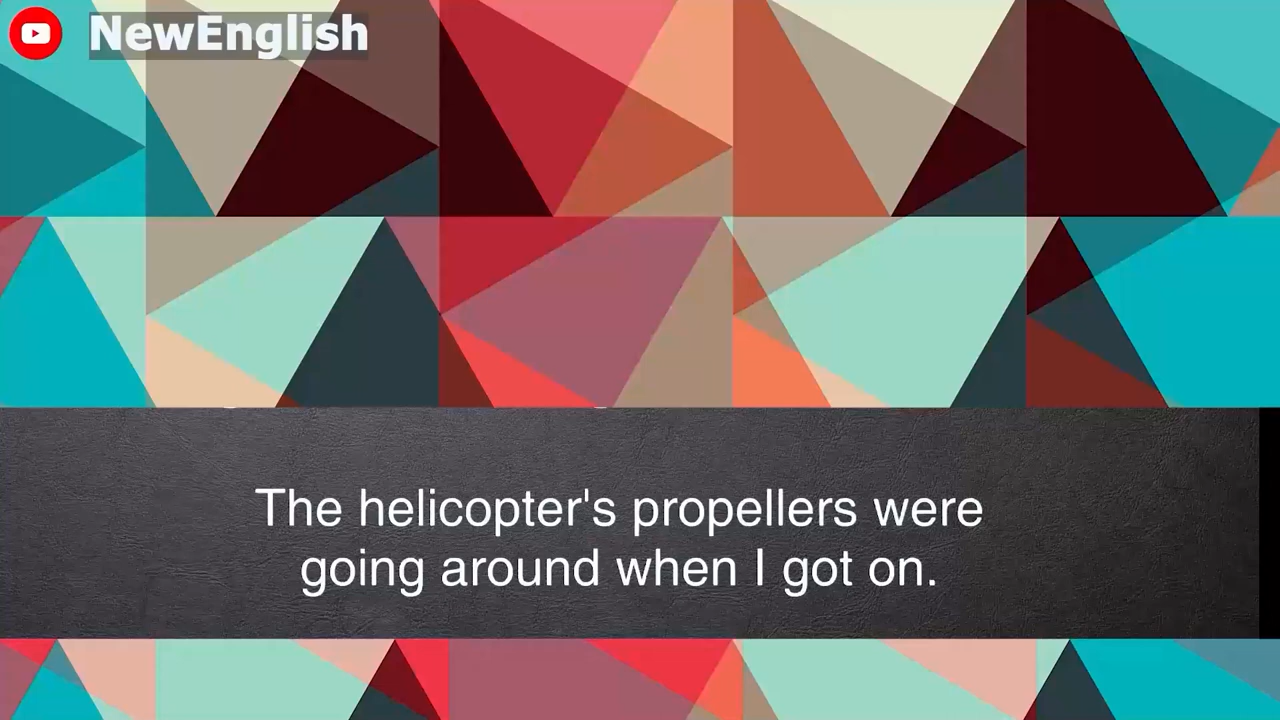 NewEnglish
The helicopter's propellers were
going around when I got on.